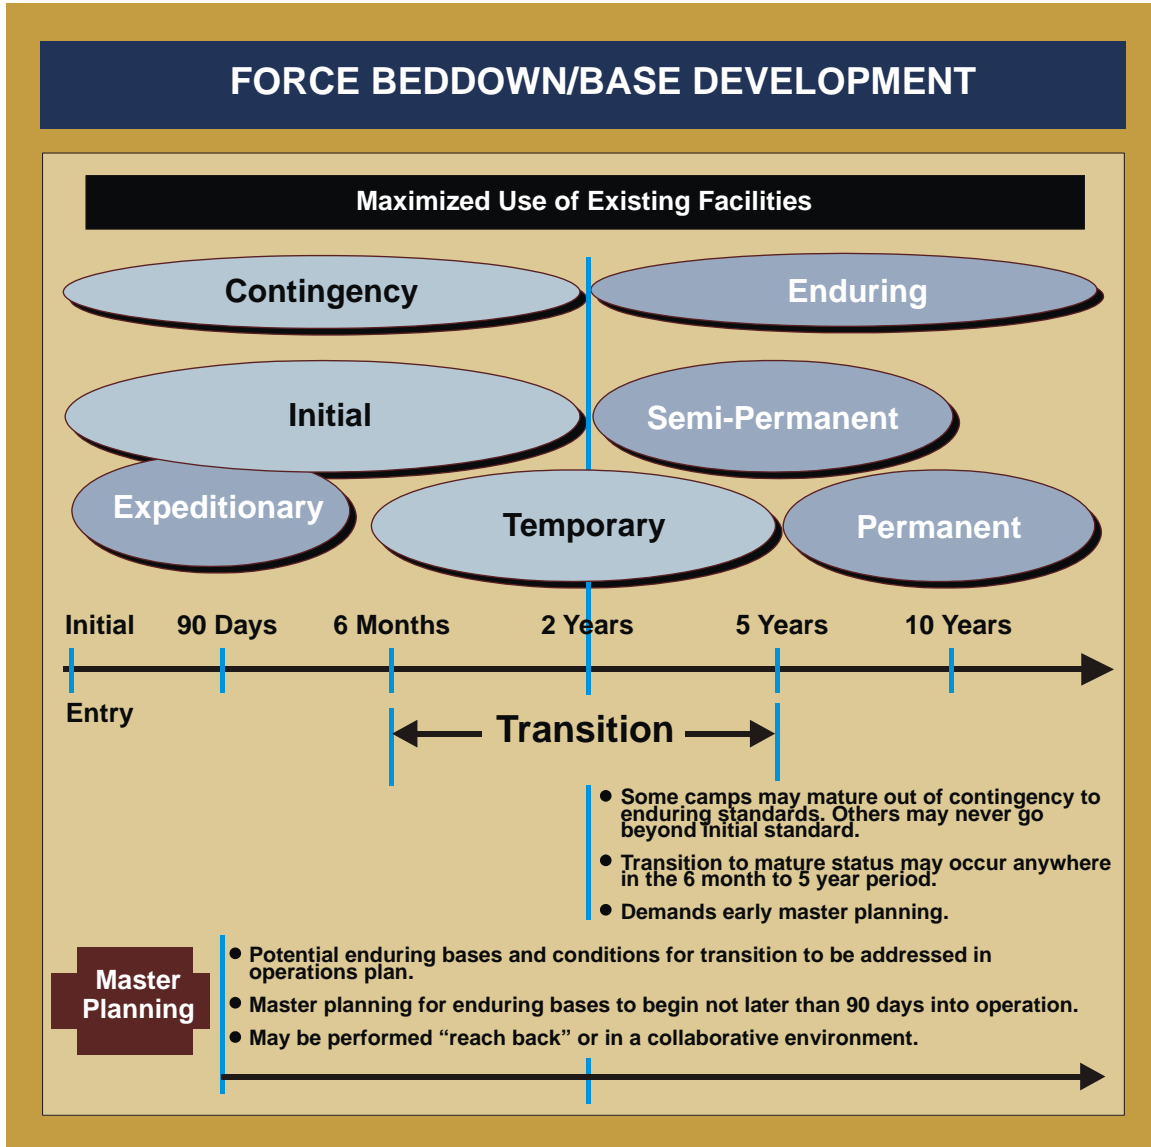 FORCE BEDDOWN/BASE DEVELOPMENT
Maximized Use of Existing Facilities
Contingency
Enduring
Initial
Semi-Permanent
Expeditionary
Temporary
Permanent
Initial
90 Days
6 Months
2 Years
5 Years
10 Years
Entry
Transition
● Some camps may mature out of contingency to
enduring standards. Others may never go
beyond initial standard.
● Transition to mature status may occur anywhere
in the 6 month to 5 year period.
● Demands early master planning.
Master
Planning
● Potential enduring bases and conditions for transition to be addressed in
operations plan.
● Master planning for enduring bases to begin not later than 90 days into operation.
● May be performed “reach back” or in a collaborative environment.